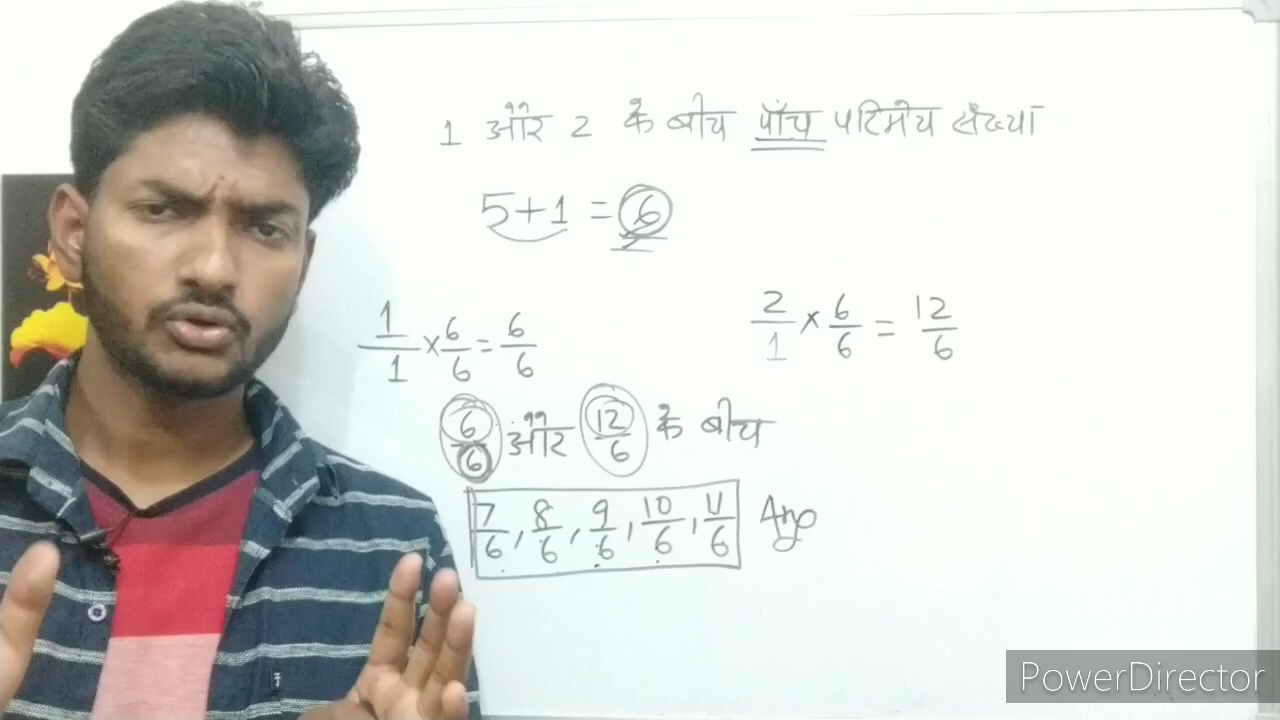 1 और 2 के बीच पाँच परिमेय संख्या
5+1 = 6
1/1 × 6/6 = 6/6
2/1 × 6/6 = 12/6
6/6 और 12/6 के बीच
7/6, 8/6, 9/6, 10/6, 11/6 Ans
PowerDirector